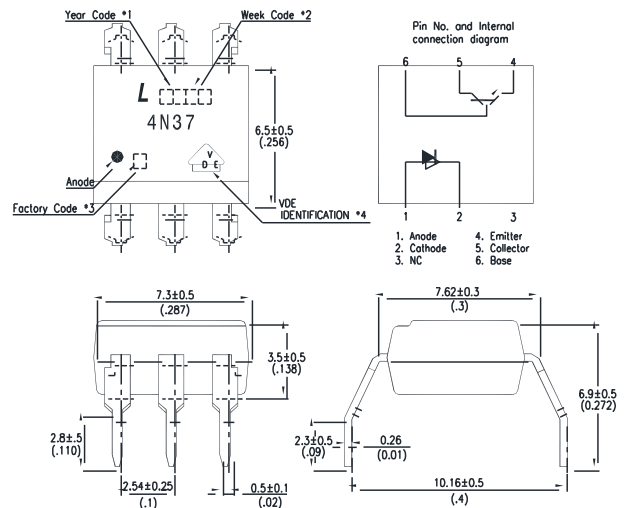 Year Code *1
Week Code *2
L
4N37
6.5±0.5
(.256)
V
D E
Anode
Factory Code *3
VDE
IDENTIFICATION *4
Pin No. and Internal
connection diagram
6 5 4
1 2 3
1. Anode
2. Cathode
3. NC
4. Emitter
5. Collector
6. Base
7.3±0.5
(.287)
3.5±0.5
(.138)
2.8±.5
(.110)
2.54±0.25
(.1)
0.5±0.1
(.02)
7.62±0.3
(.3)
6.9±0.5
(0.272)
2.3±0.5
(.09)
0.26
(0.01)
10.16±0.5
(.4)